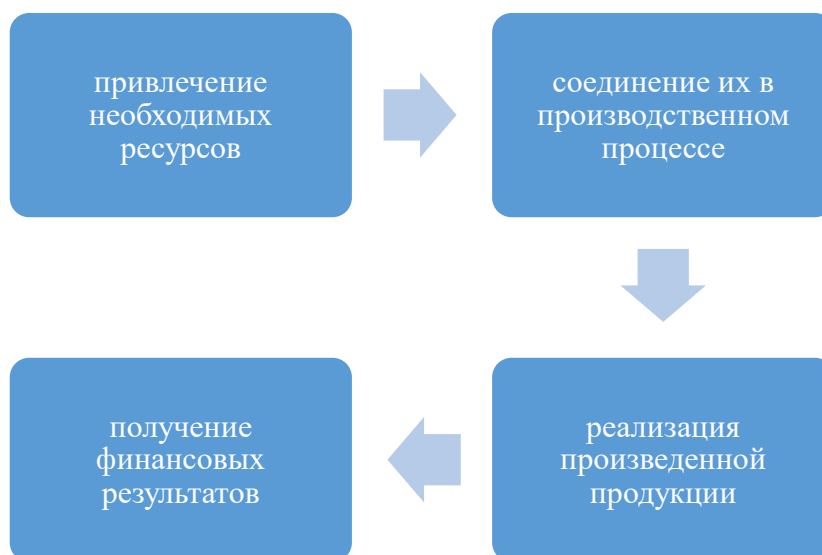 привлечение
необходимых
ресурсов
соединение их в
производственном
процессе
реализация
произведенной
продукции
получение
финансовых
результатов